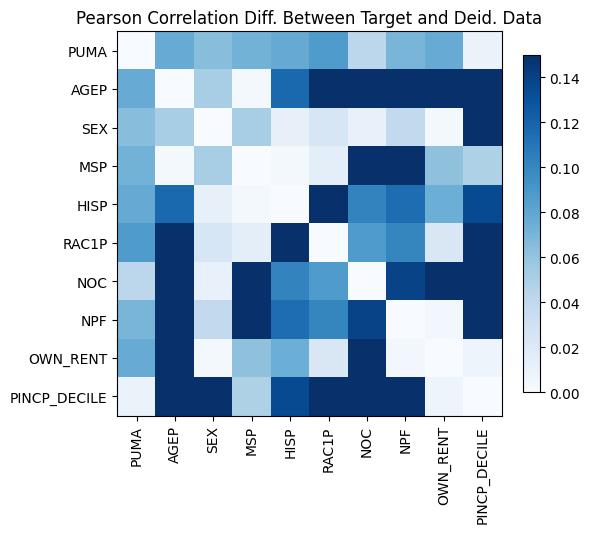 Pearson Correlation Diff. Between Target and Deid. Data
PUMA
AGEP
SEX
MSP
HISP
RAC1P
NOC
NPF
OWN_RENT
PINCP_DECILE
PUMA
AGEP
SEX
MSP
HISP
RAC1P
NOC
NPF
OWN_RENT
PINCP_DECILE
0.14
0.12
0.10
0.08
0.06
0.04
0.02
0.00